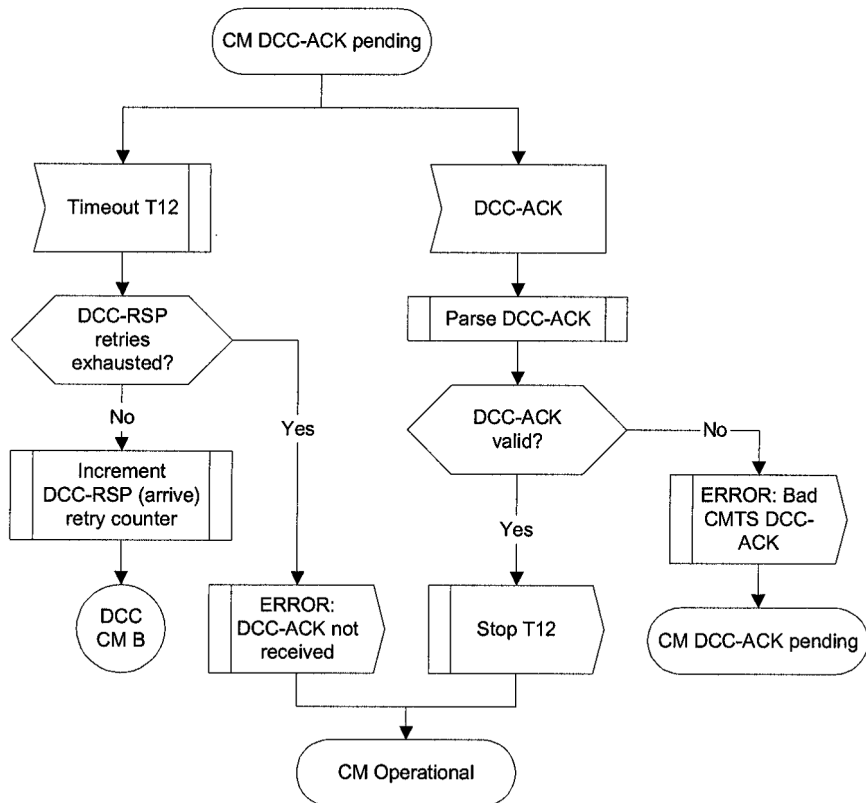 CM DCC-ACK pending
Timeout T12
DCC-ACK
DCC-RSP
retries
exhausted?
Parse DCC-ACK
No
Yes
DCC-ACK
valid?
No
Increment
DCC-RSP (arrive)
retry counter
Yes
ERROR: Bad
CMTS DCC-
ACK
DCC
CM B
ERROR:
DCC-ACK not
received
Stop T12
CM DCC-ACK pending
CM Operational